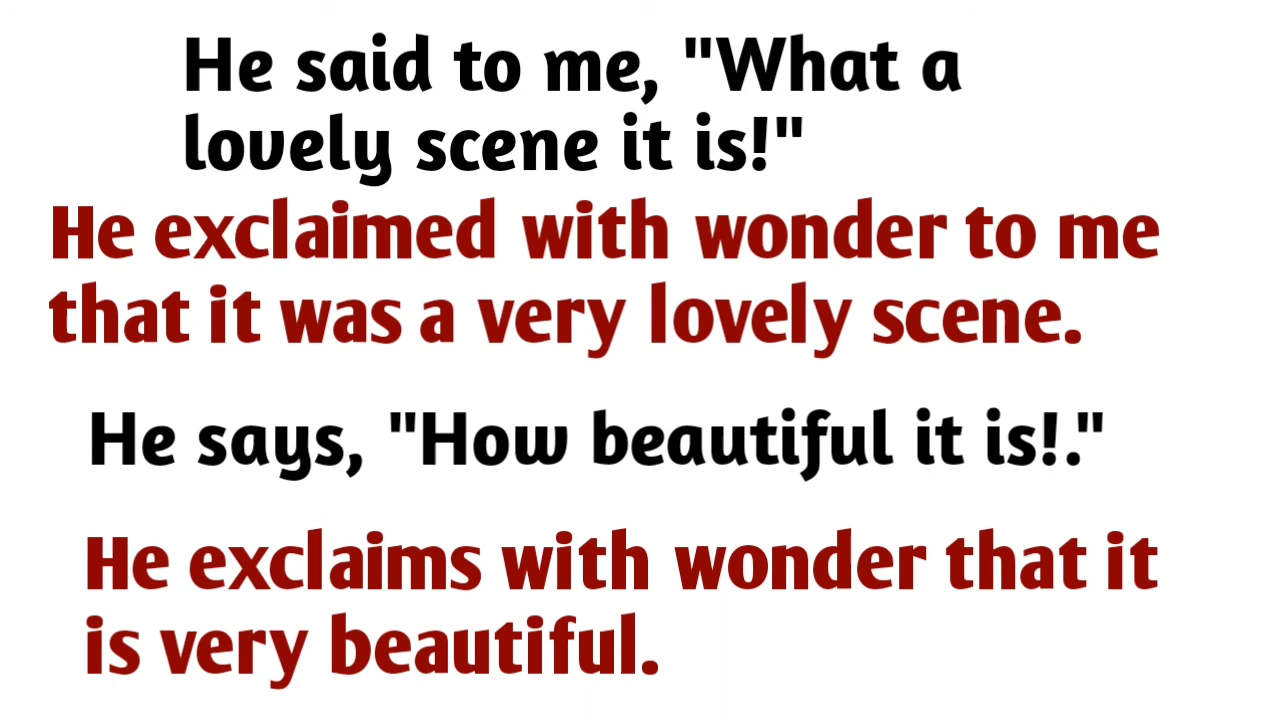 He said to me, "What a
lovely scene it is!"
He exclaimed with wonder to me
that it was a very lovely scene.
He says, "How beautiful it is!."
He exclaims with wonder that it
is very beautiful.